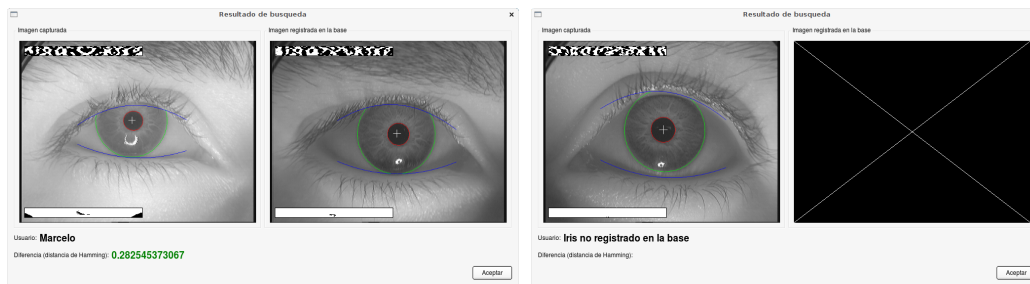 Resultado de busqueda
Imagen capturada
Imagen registrada en la base
Usuario: Marcelo
Diferencia (distancia de Hamming): 0.282545373067
Aceptar
Resultado de busqueda
Imagen capturada
Imagen registrada en la base
Usuario: Iris no registrado en la base
Diferencia (distancia de Hamming):
Aceptar